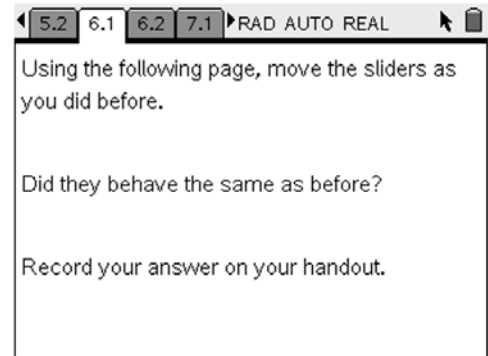 5.2 6.1 6.2 7.1 RAD AUTO REAL
Using the following page, move the sliders as
you did before.
Did they behave the same as before?
Record your answer on your handout.